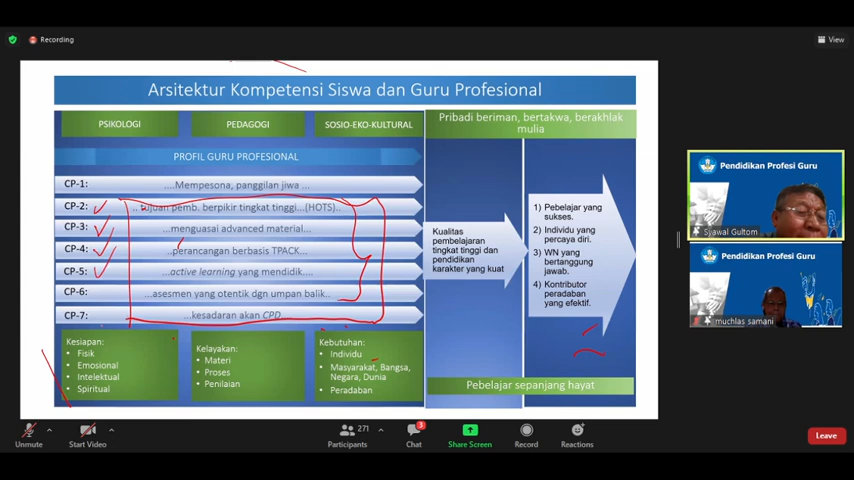 Recording
View
Arsitektur Kompetensi Siswa dan Guru Profesional
PSIKOLOGI
PEDAGOGI
SOSIO-EKO-KULTURAL
Pribadi beriman, bertakwa, berakhlak
mulia
PROFIL GURU PROFESIONAL
CP-1: ....Mempesona, panggilan jiwa ...
CP-2: .. tujuan pemb. berpikir tingkat tinggi...(HOTS)..
CP-3: ...menguasai advanced material...
CP-4: ..perancangan berbasis TPACK
CP-5: ...active learning yang mendidik....
CP-6: ...asesmen yang otentik dgn umpan balik..
CP-7: ...kesadaran akan CPD....
Kualitas
pembelajaran
tingkat tinggi dan
pendidikan
karakter yang kuat
1) Pebelajar yang
sukses.
2) Individu yang
percaya diri.
3) WN yang
bertanggung
jawab.
4) Kontributor
peradaban
yang efektif.
Kesiapan:
• Fisik
• Emosional
• Intelektual
• Spiritual
Kelayakan:
• Materi
• Proses
• Penilaian
Kebutuhan:
• Individu
• Masyarakat, Bangsa,
Negara, Dunia
• Peradaban
Pebelajar sepanjang hayat
Pendidikan Profesi Guru
Syawal Gultom
Pendidikan Profesi Guru
muchlas samani
Unmute
Start Video
Participants
271
Chat
3
Share Screen
Record
Reactions
Leave